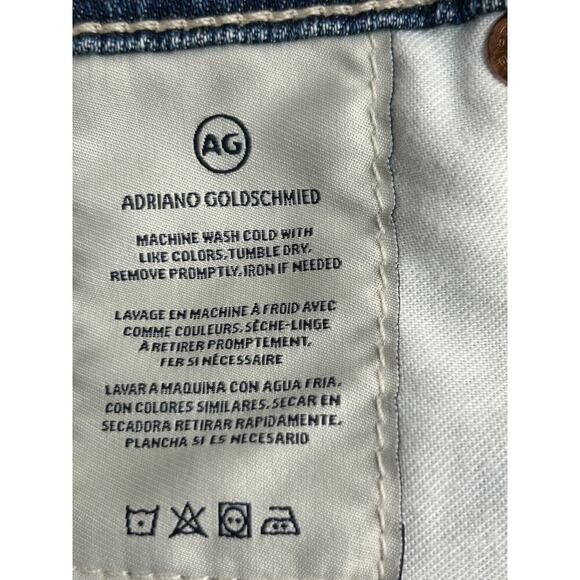 AG
ADRIANO GOLDSCHMIED
MACHINE WASH COLD WITH
LIKE COLORS, TUMBLE DRY,
REMOVE PROMPTLY, IRON IF NEEDED
LAVAGE EN MACHINE À FROID AVEC
COMME COULEURS. SÈCHE-LINGE
À RETIRER PROMPTEMENT,
FER SI NÉCESSAIRE
LAVAR A MAQUINA CON AGUA FRIA,
CON COLORES SIMILARES. SECAR EN
SECADORA RETIRAR RAPIDAMENTE,
PLANCHA SI ES NECESARIO